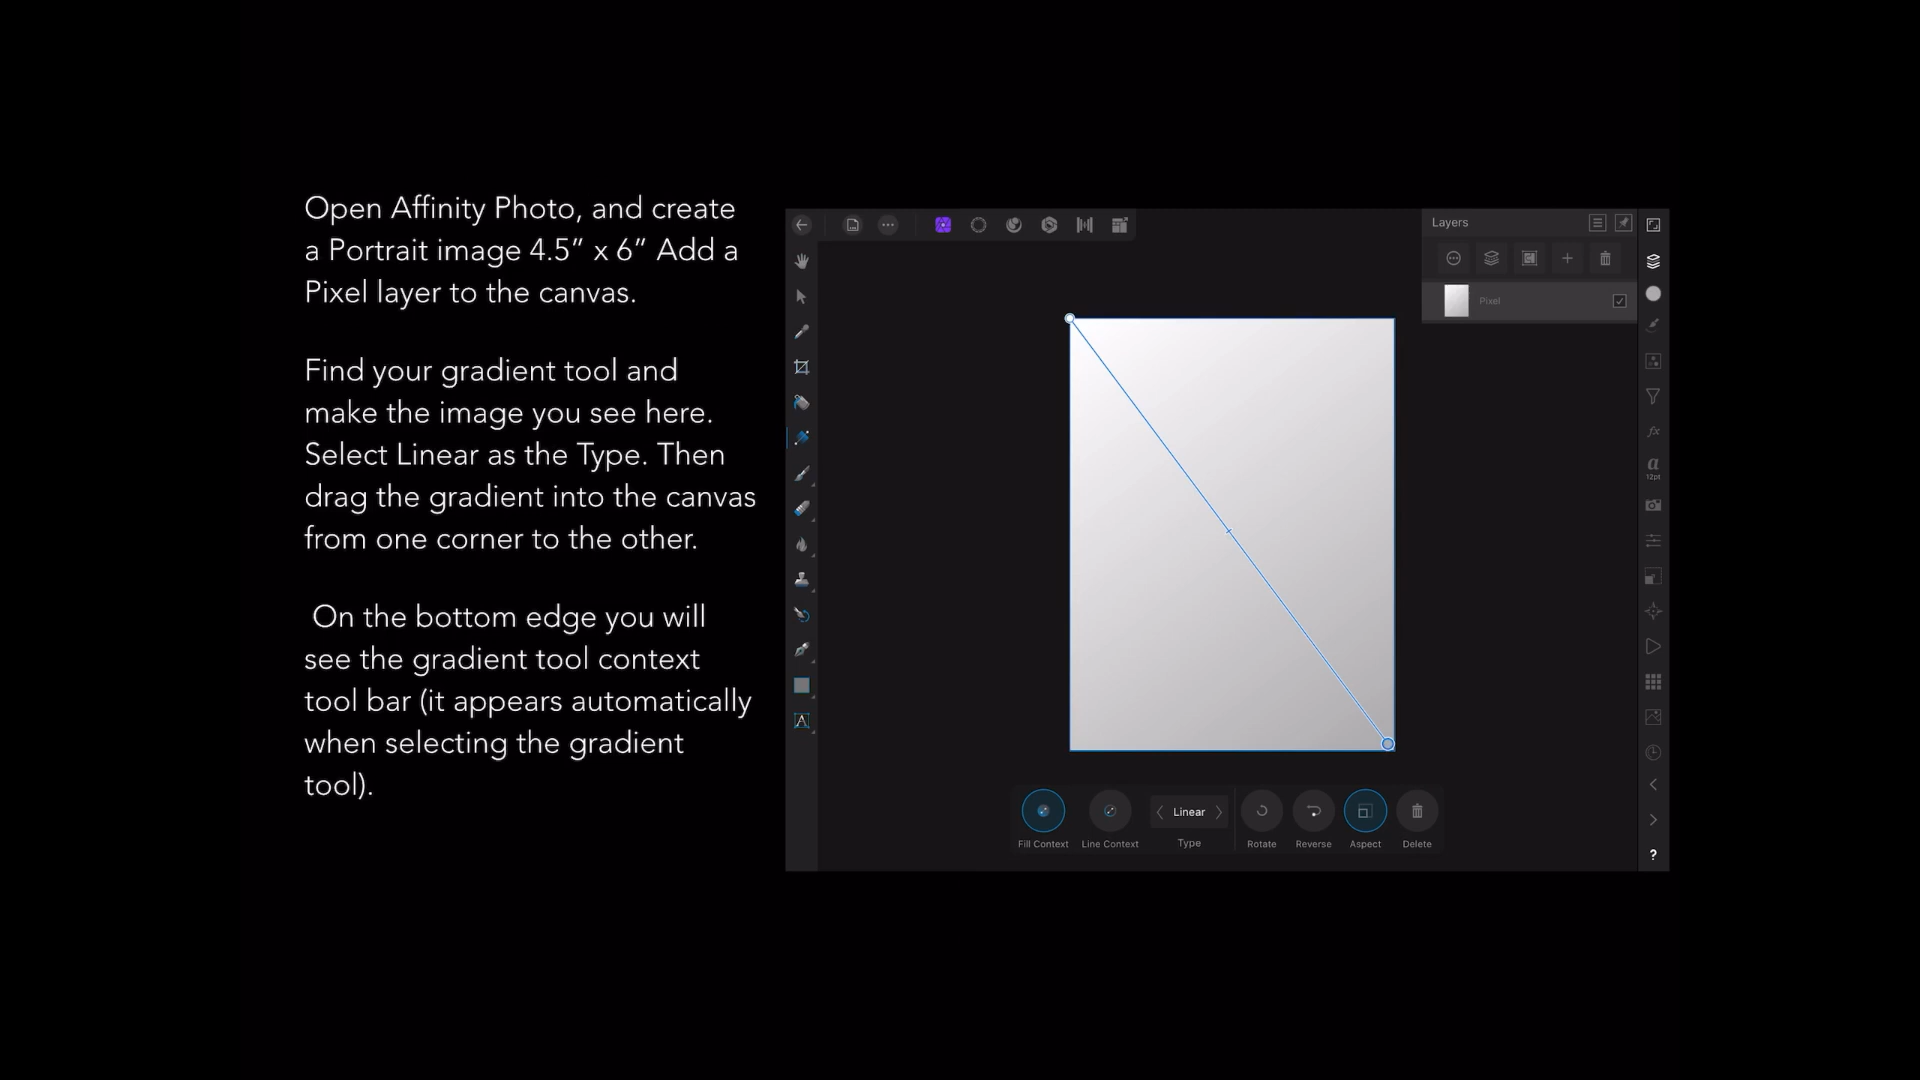 Open Affinity Photo, and create
a Portrait image 4.5” x 6” Add a
Pixel layer to the canvas.
Find your gradient tool and
make the image you see here.
Select Linear as the Type. Then
drag the gradient into the canvas
from one corner to the other.
On the bottom edge you will
see the gradient tool context
tool bar (it appears automatically
when selecting the gradient
tool).
Layers
Pixel
fx
a
12pt
A
Linear
Fill Context
Line Context
Type
Rotate
Reverse
Aspect
Delete
?